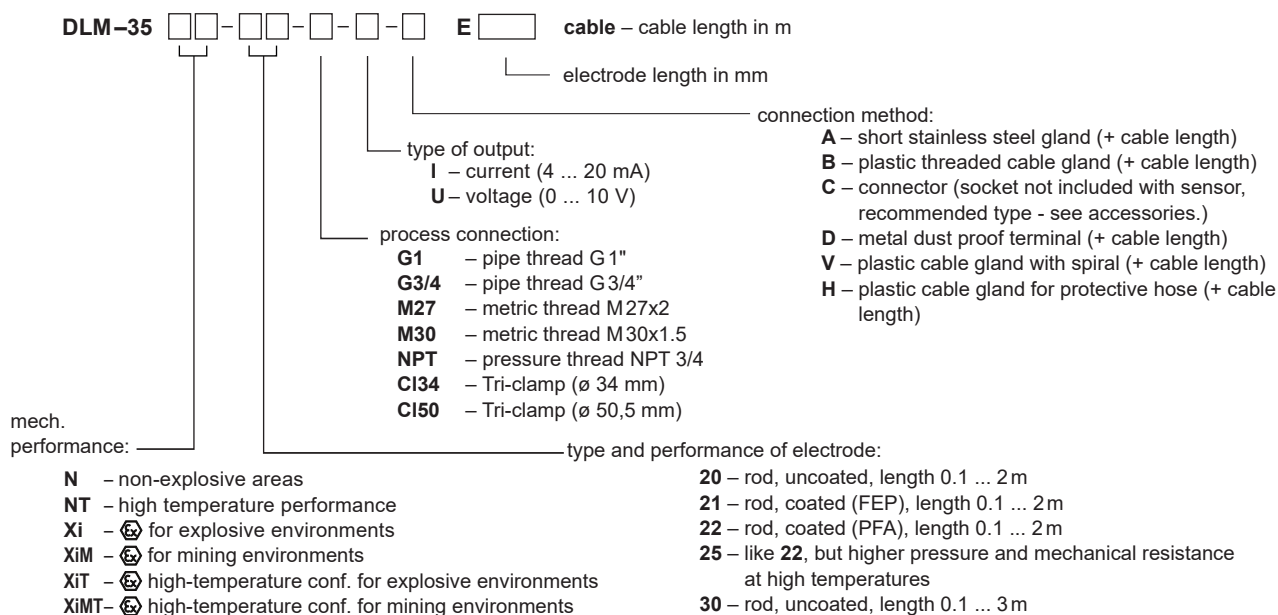 DLM–35 □□–□□–□–□–□ E □ cable – cable length in m
electrode length in mm
connection method:
A – short stainless steel gland (+ cable length)
B – plastic threaded cable gland (+ cable length)
C – connector (socket not included with sensor,
recommended type - see accessories.)
D – metal dust proof terminal (+ cable length)
V – plastic cable gland with spiral (+ cable length)
H – plastic cable gland for protective hose (+ cable
length)
type of output:
I – current (4 ... 20 mA)
U – voltage (0 ... 10 V)
process connection:
G1 – pipe thread G 1"
G3/4 – pipe thread G 3/4”
M27 – metric thread M 27x2
M30 – metric thread M 30x1.5
NPT – pressure thread NPT 3/4
Cl34 – Tri-clamp (ø 34 mm)
Cl50 – Tri-clamp (ø 50,5 mm)
mech.
performance:
N – non-explosive areas
NT – high temperature performance
Xi – Ex for explosive environments
XiM – Ex for mining environments
XiT – Ex high-temperature conf. for explosive environments
XiMT– Ex high-temperature conf. for mining environments
type and performance of electrode:
20 – rod, uncoated, length 0.1 ... 2 m
21 – rod, coated (FEP), length 0.1 ... 2 m
22 – rod, coated (PFA), length 0.1 ... 2 m
25 – like 22, but higher pressure and mechanical resistance
at high temperatures
30 – rod, uncoated, length 0.1 ... 3 m